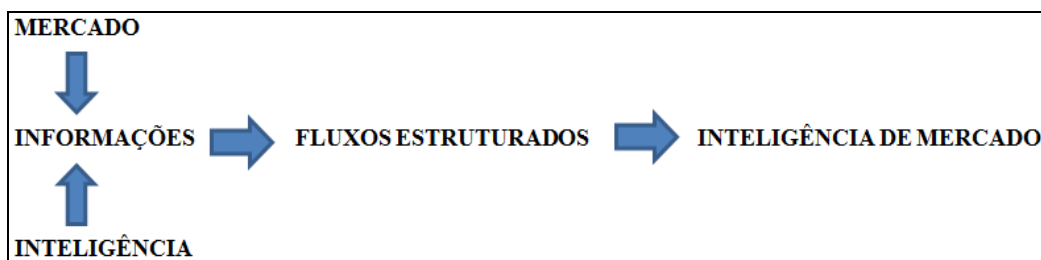 MERCADO
INFORMAÇÕES FLUXOS ESTRUTURADOS INTELIGÊNCIA DE MERCADO
INTELIGÊNCIA